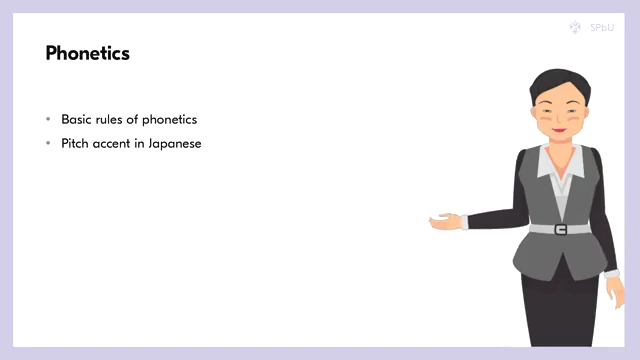 SPbU
Phonetics
Basic rules of phonetics
Pitch accent in Japanese